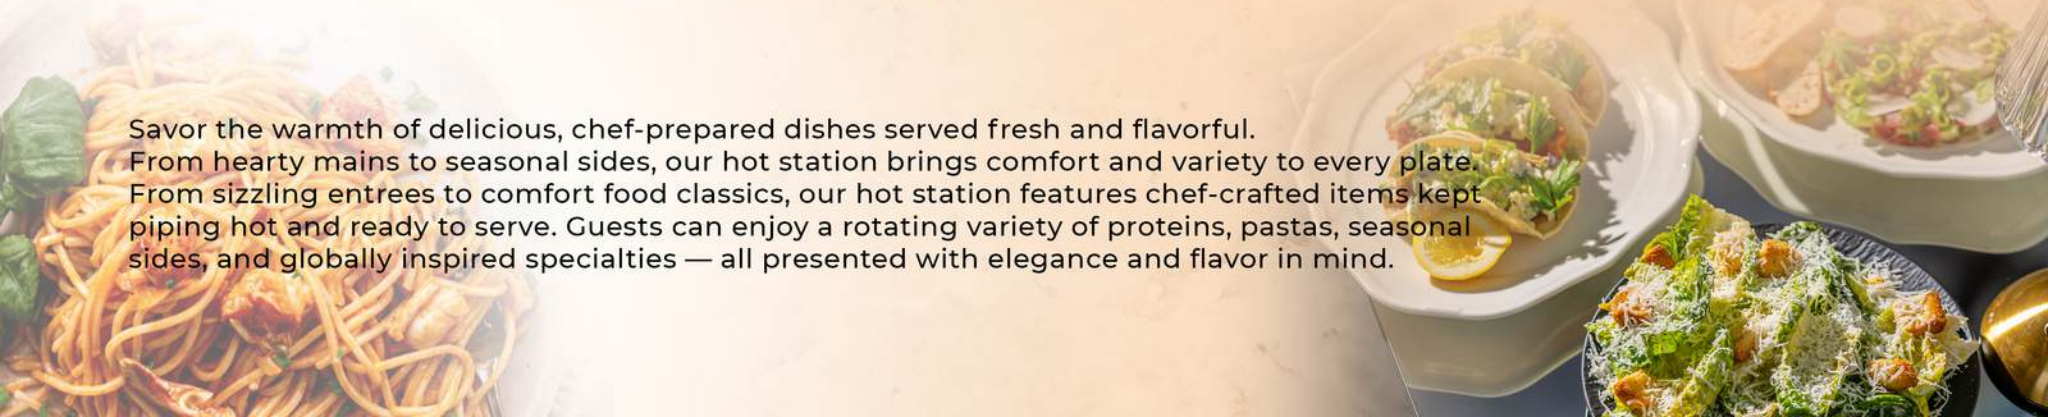 Savor the warmth of delicious, chef-prepared dishes served fresh and flavorful.
From hearty mains to seasonal sides, our hot station brings comfort and variety to every plate.
From sizzling entrees to comfort food classics, our hot station features chef-crafted items kept
piping hot and ready to serve. Guests can enjoy a rotating variety of proteins, pastas, seasonal
sides, and globally inspired specialties — all presented with elegance and flavor in mind.